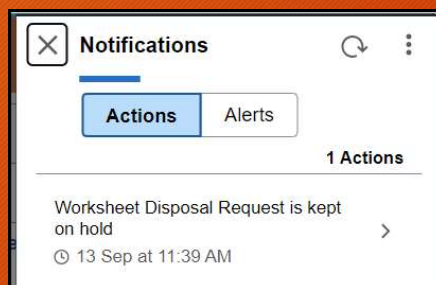 Notifications
Actions
Alerts
1 Actions
Worksheet Disposal Request is kept
on hold
13 Sep at 11:39 AM